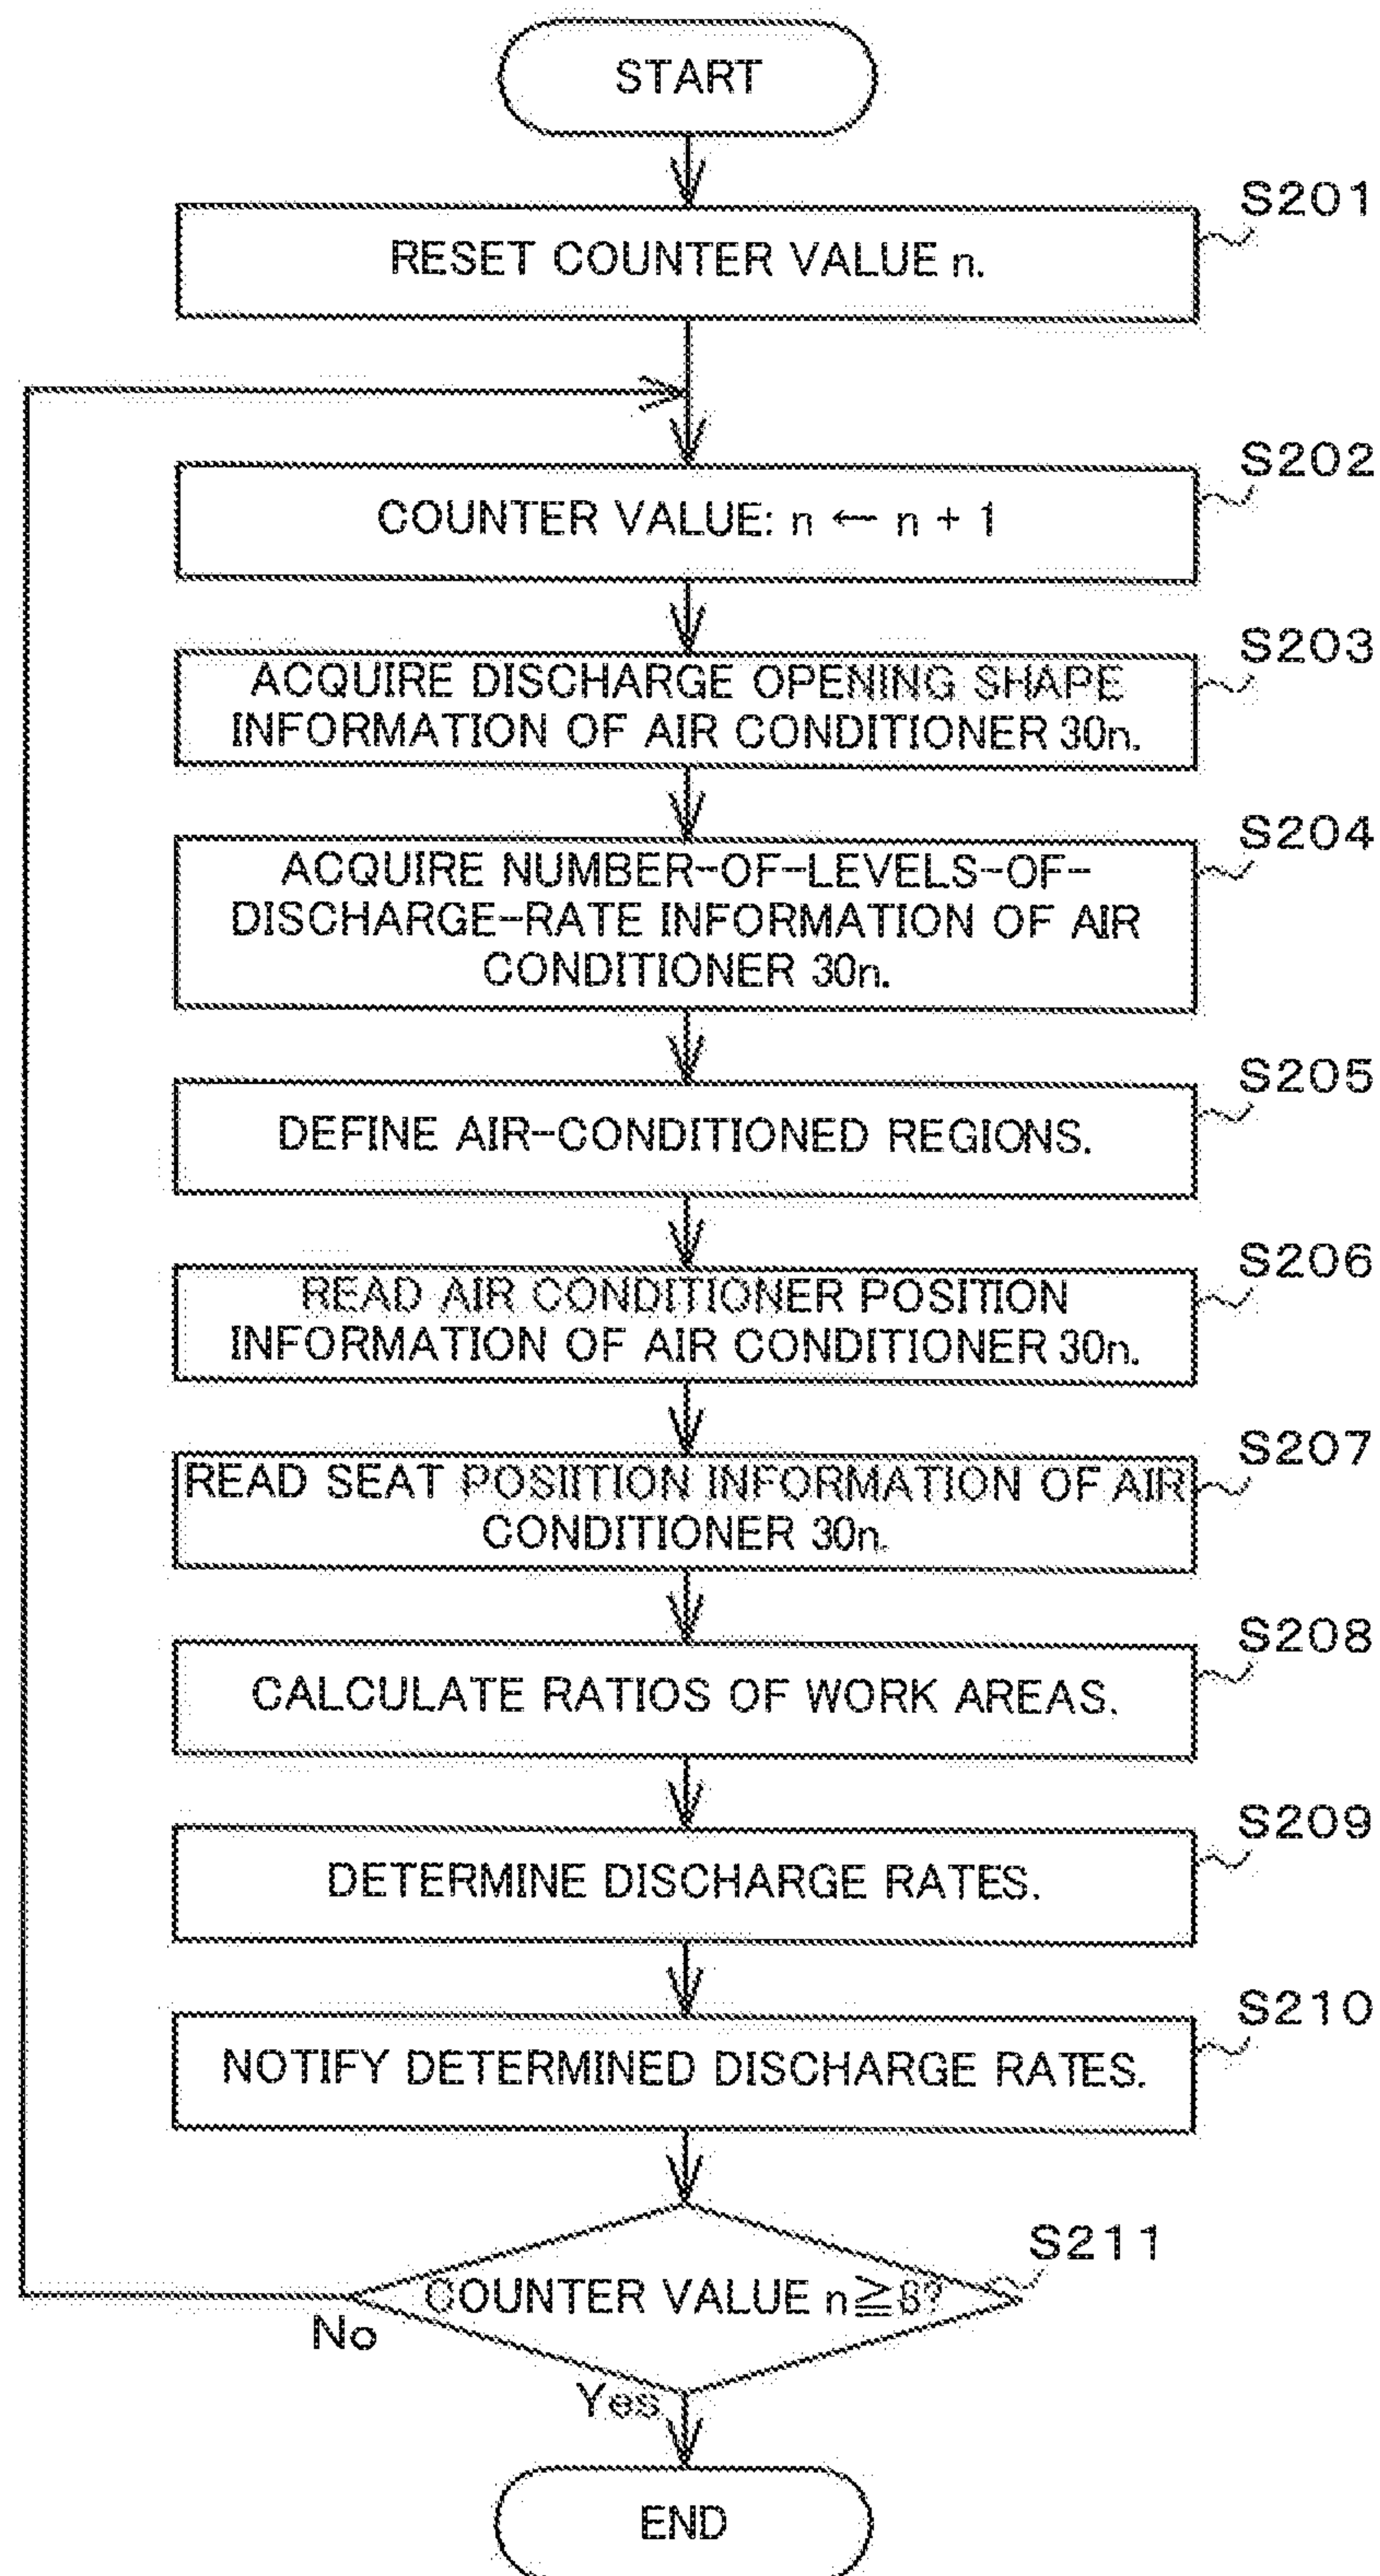 START
S201
RESET COUNTER VALUE n.
S202
COUNTER VALUE: n ← n + 1
S203
ACQUIRE DISCHARGE OPENING SHAPE
INFORMATION OF AIR CONDITIONER 30n.
S204
ACQUIRE NUMBER-OF-LEVELS-OF-
DISCHARGE-RATE INFORMATION OF AIR
CONDITIONER 30n.
S205
DEFINE AIR-CONDITIONED REGIONS.
S206
READ AIR CONDITIONER POSITION
INFORMATION OF AIR CONDITIONER 30n.
S207
READ SEAT POSIITION INFORMATION OF AIR
CONDITIONER 30n.
S208
CALCULATE RATIOS OF WORK AREAS.
S209
DETERMINE DISCHARGE RATES.
S210
NOTIFY DETERMINED DISCHARGE RATES.
S211
COUNTER VALUE
No
Yes
END